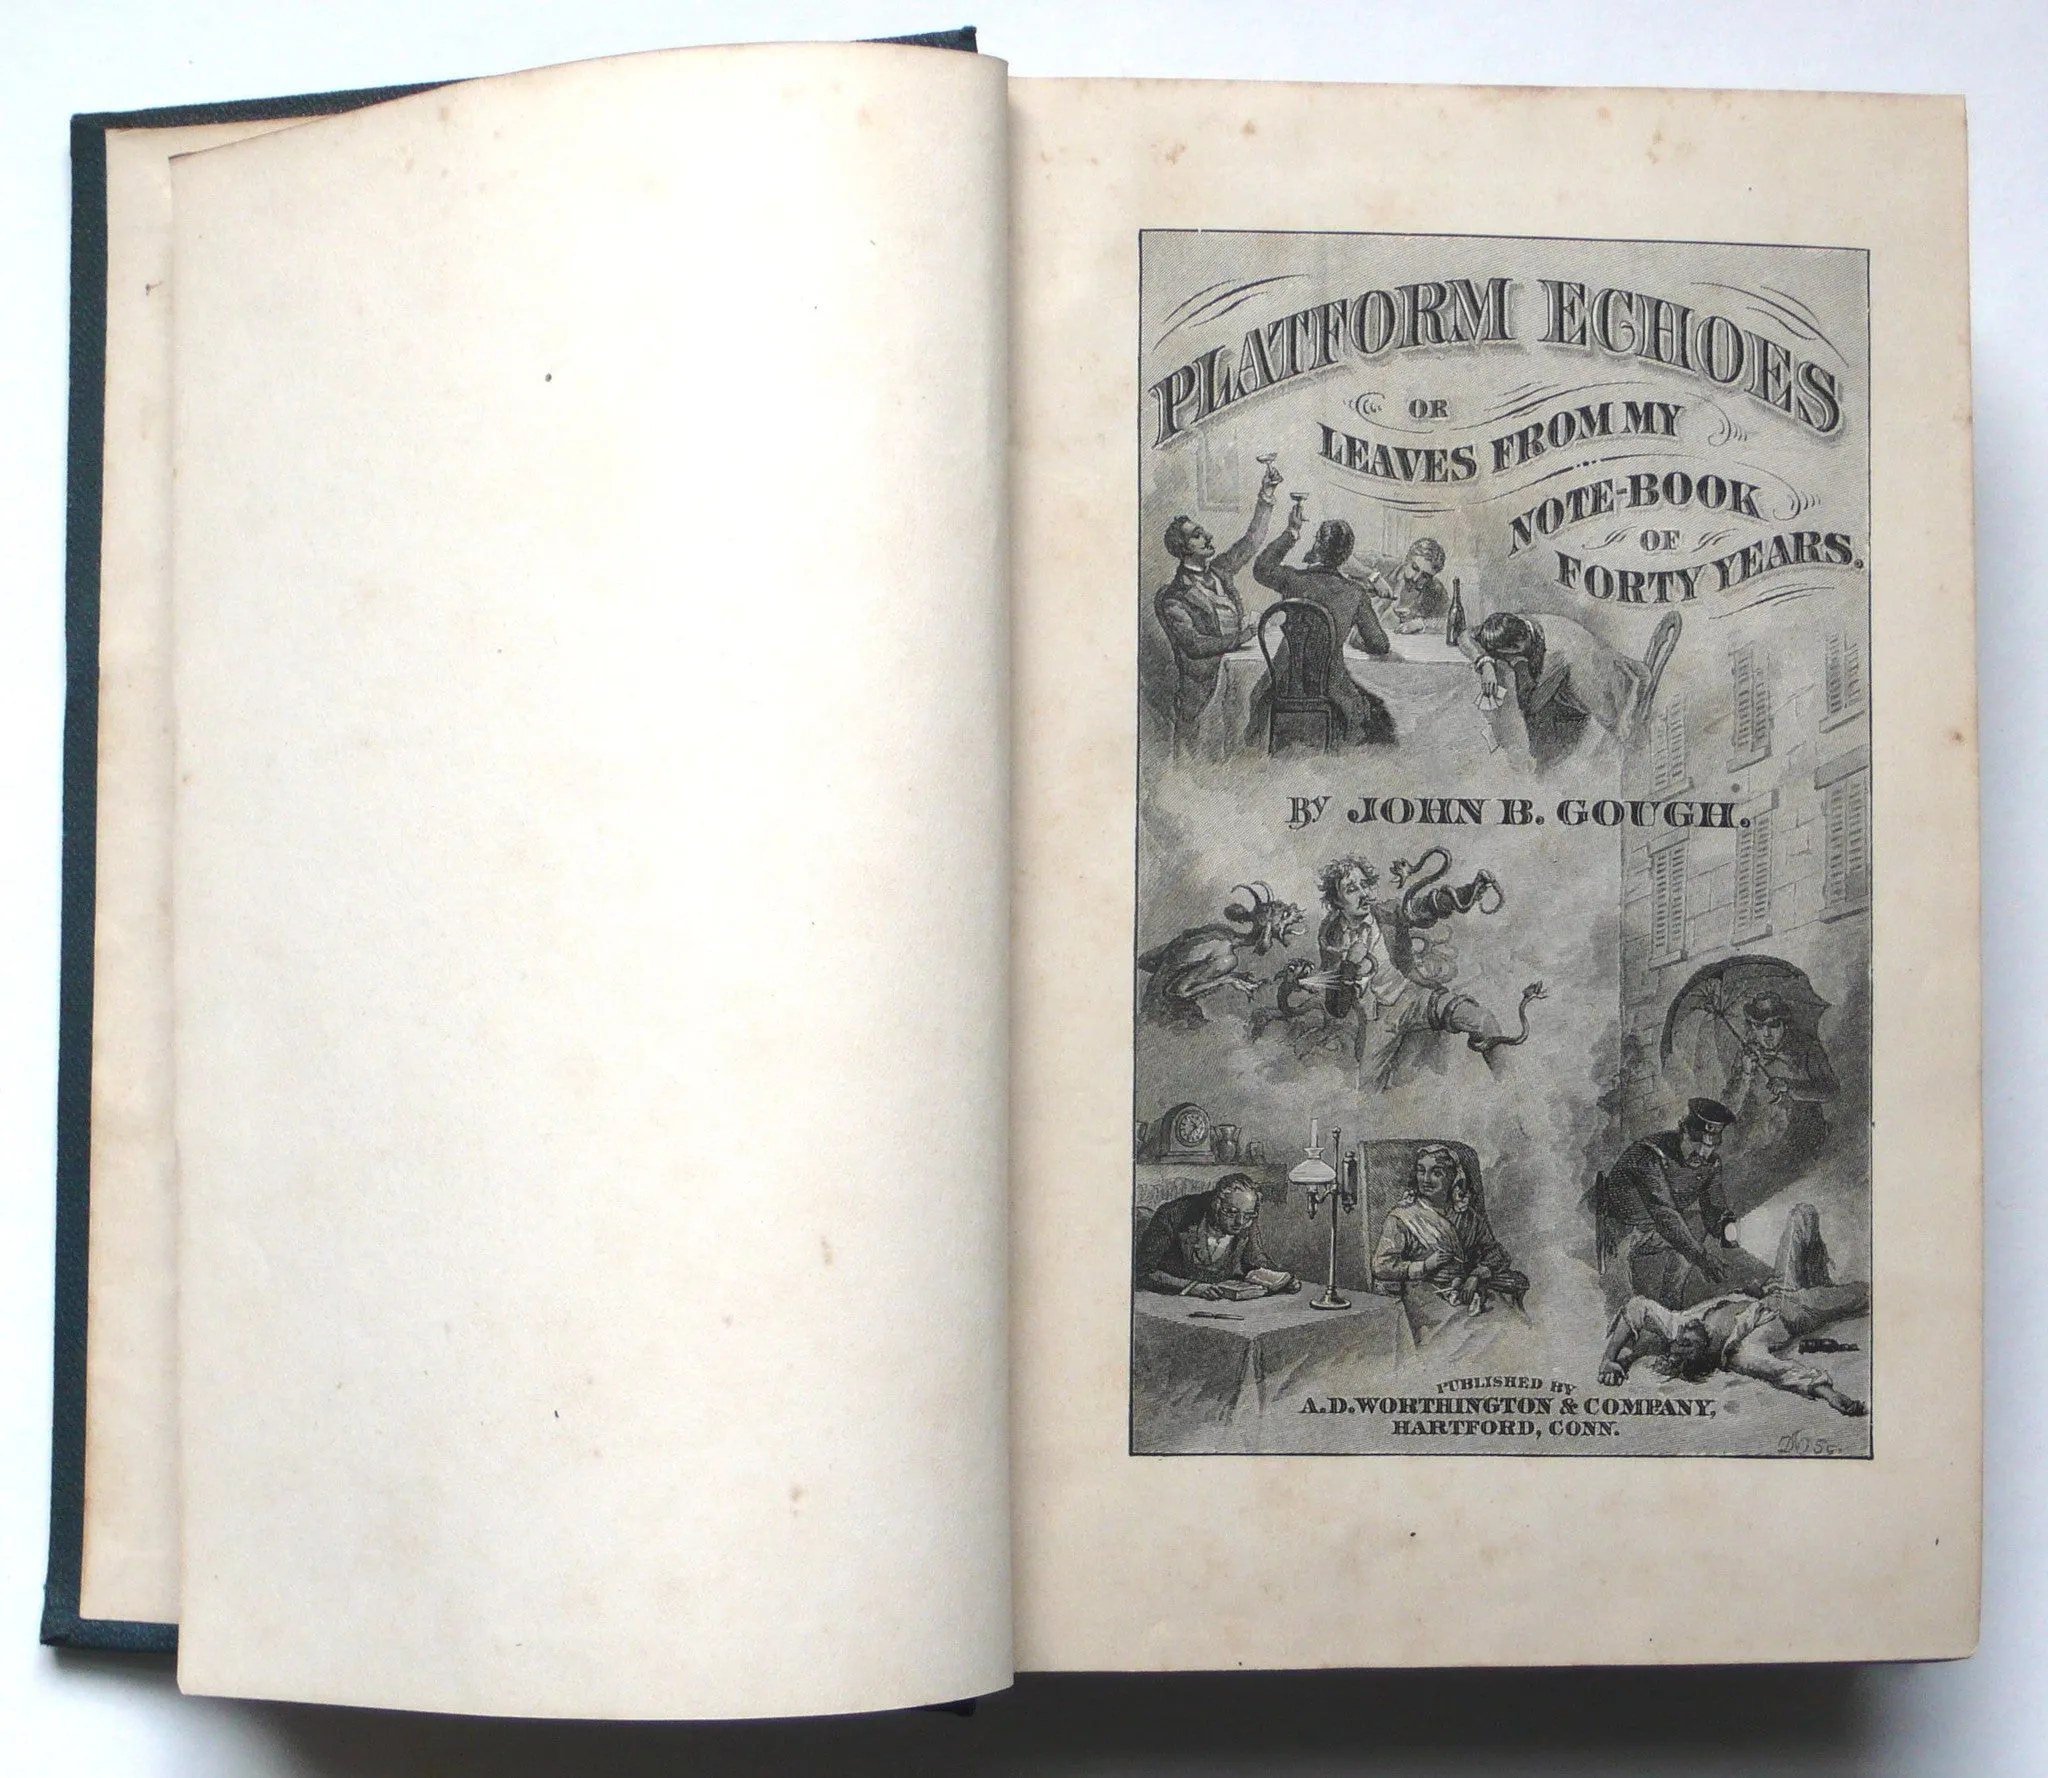 PLATFORM ECHOES
OR
LEAVES FROM MY
NOTE-BOOK
OF
FORTY YEARS.
BY JOHN B. GOUGH.
PUBLISHED BY
A.D. WORTHINGTON & COMPANY,
HARTFORD, CONN.